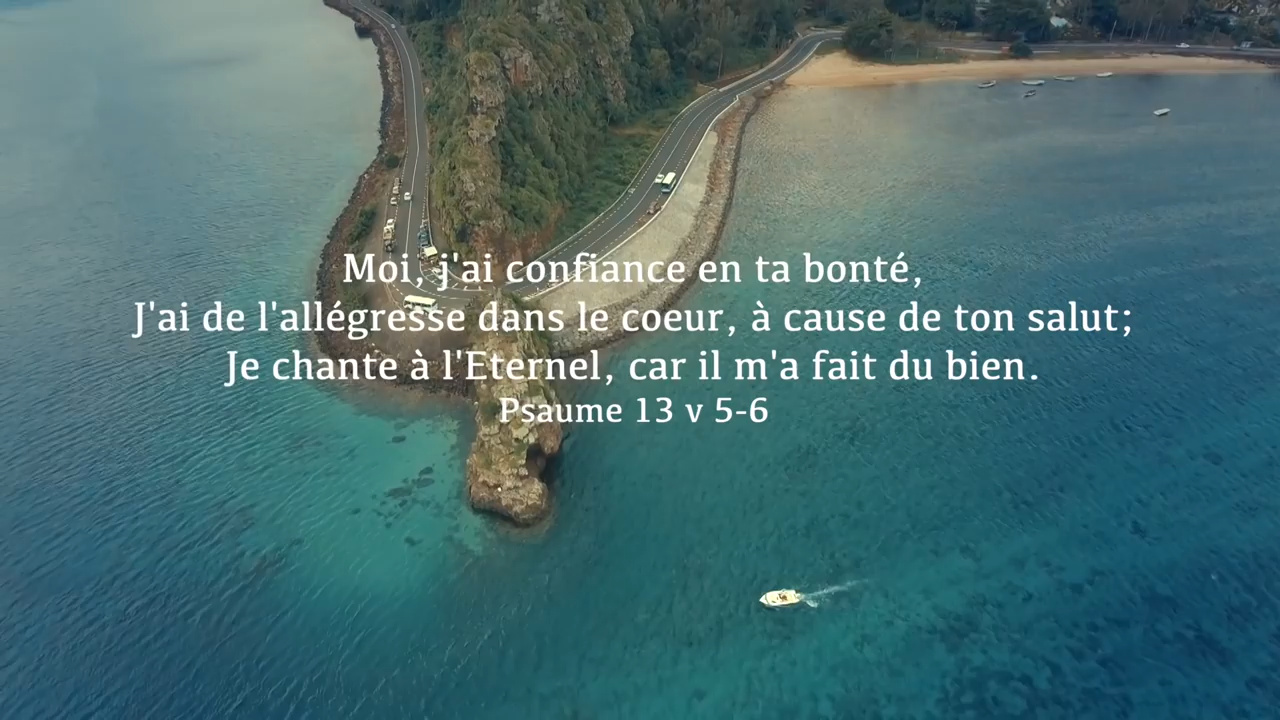 Moi, j'ai confiance en ta bonté,
J'ai de l'allégresse dans le coeur, à cause de ton salut;
Je chante à l'Eternel, car il m'a fait du bien.
Psaume 13 v 5-6